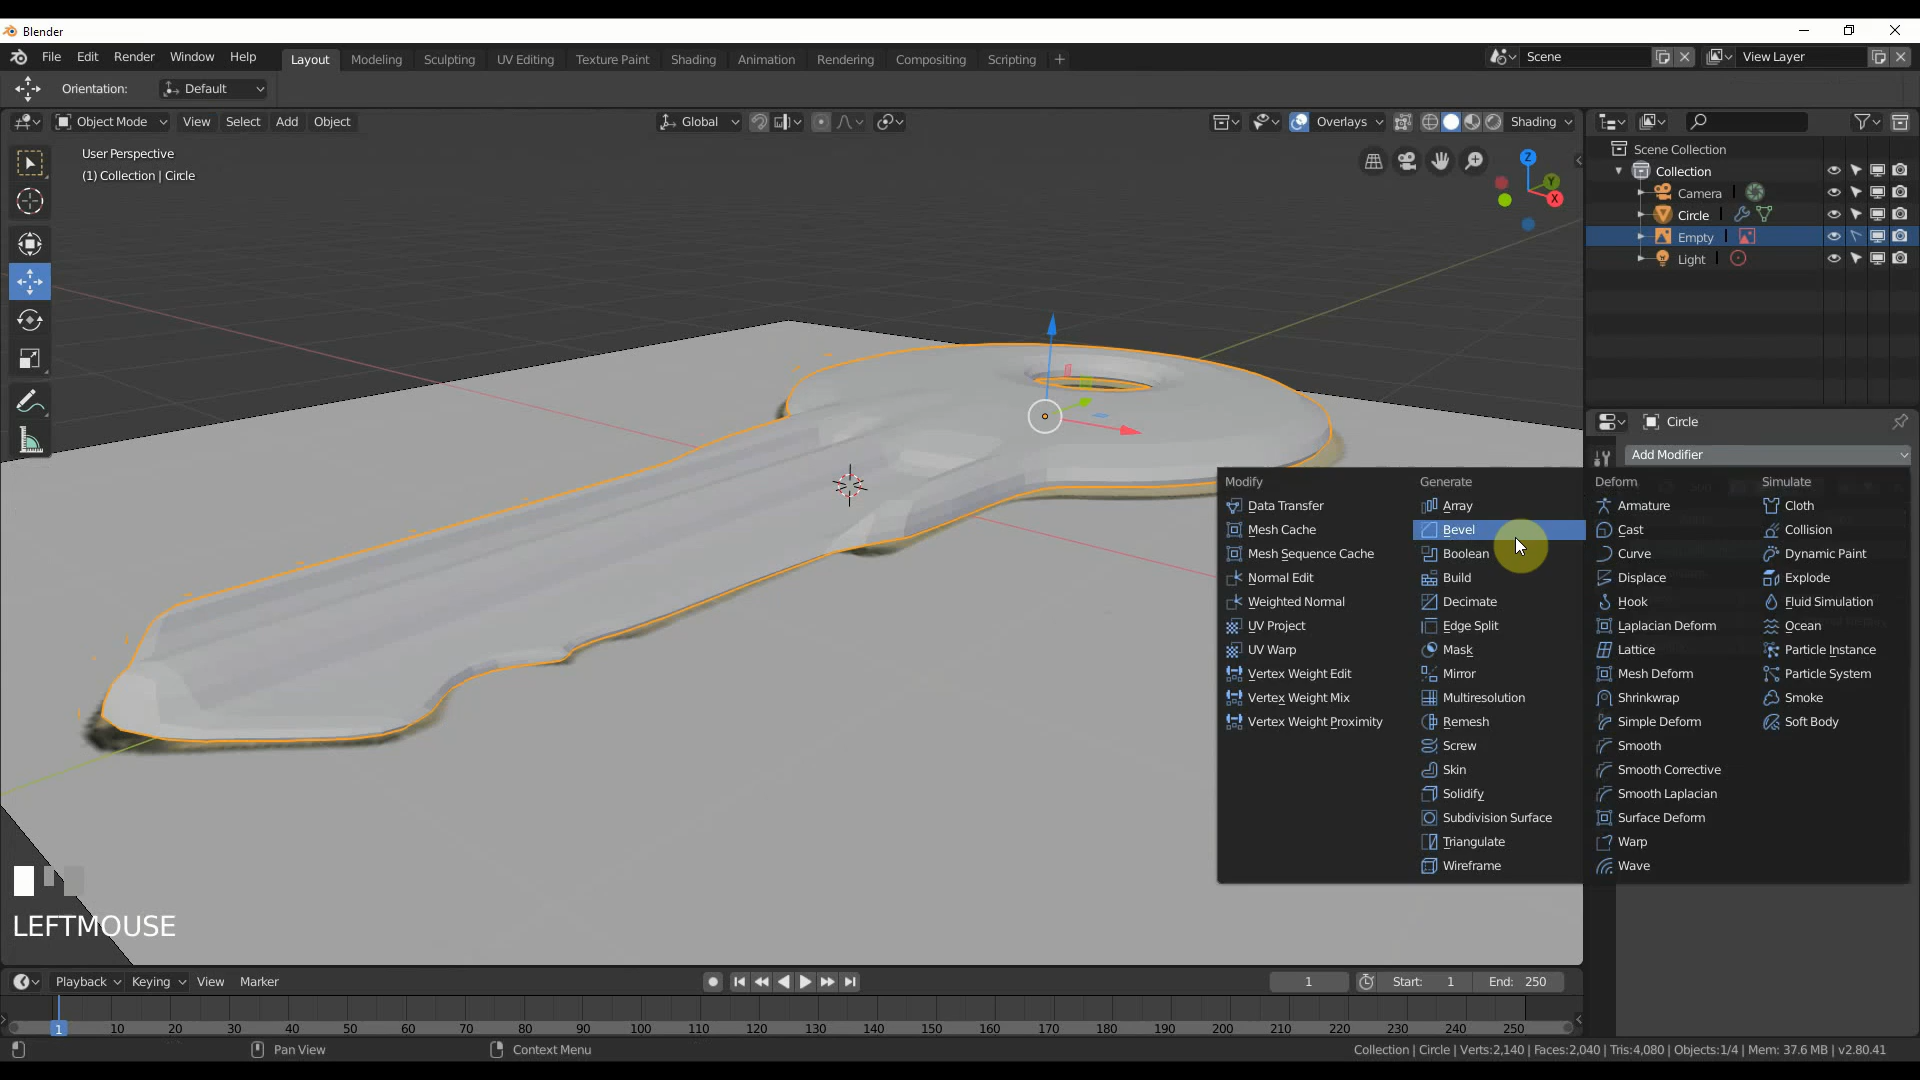 Blender
File Edit Render Window Help Layout Modeling Sculpting UV Editing Texture Paint Shading Animation Rendering Compositing Scripting + Scene View Layer
Orientation: Default
Object Mode View Select Add Object Global Overlays Shading
User Perspective
(1) Collection | Circle
Z
Y
X
Scene Collection
Collection
Camera
Circle
Empty
Light
Circle
Add Modifier
Modify Generate Deform Simulate
Data Transfer Array Armature Cloth
Mesh Cache Bevel Cast Collision
Mesh Sequence Cache Boolean Curve Dynamic Paint
Normal Edit Build Displace Explode
Weighted Normal Decimate Hook Fluid Simulation
UV Project Edge Split Laplacian Deform Ocean
UV Warp Mask Lattice Particle Instance
Vertex Weight Edit Mirror Mesh Deform Particle System
Vertex Weight Mix Multiresolution Shrinkwrap Smoke
Vertex Weight Proximity Remesh Simple Deform Soft Body
Screw Smooth
Skin Smooth Corrective
Solidify Smooth Laplacian
Subdivision Surface Surface Deform
Triangulate Warp
Wireframe Wave
LEFTMOUSE
Playback Keying View Marker 1 Start: 1 End: 250
1 10 20 30 40 50 60 70 80 90 100 110 120 130 140 150 160 170 180 190 200 210 220 230 240 250
Pan View Context Menu Collection | Circle | Verts:2,140 | Faces:2,040 | Tris:4,080 | Objects:1/4 | Mem: 37.6 MB | v2.80.41